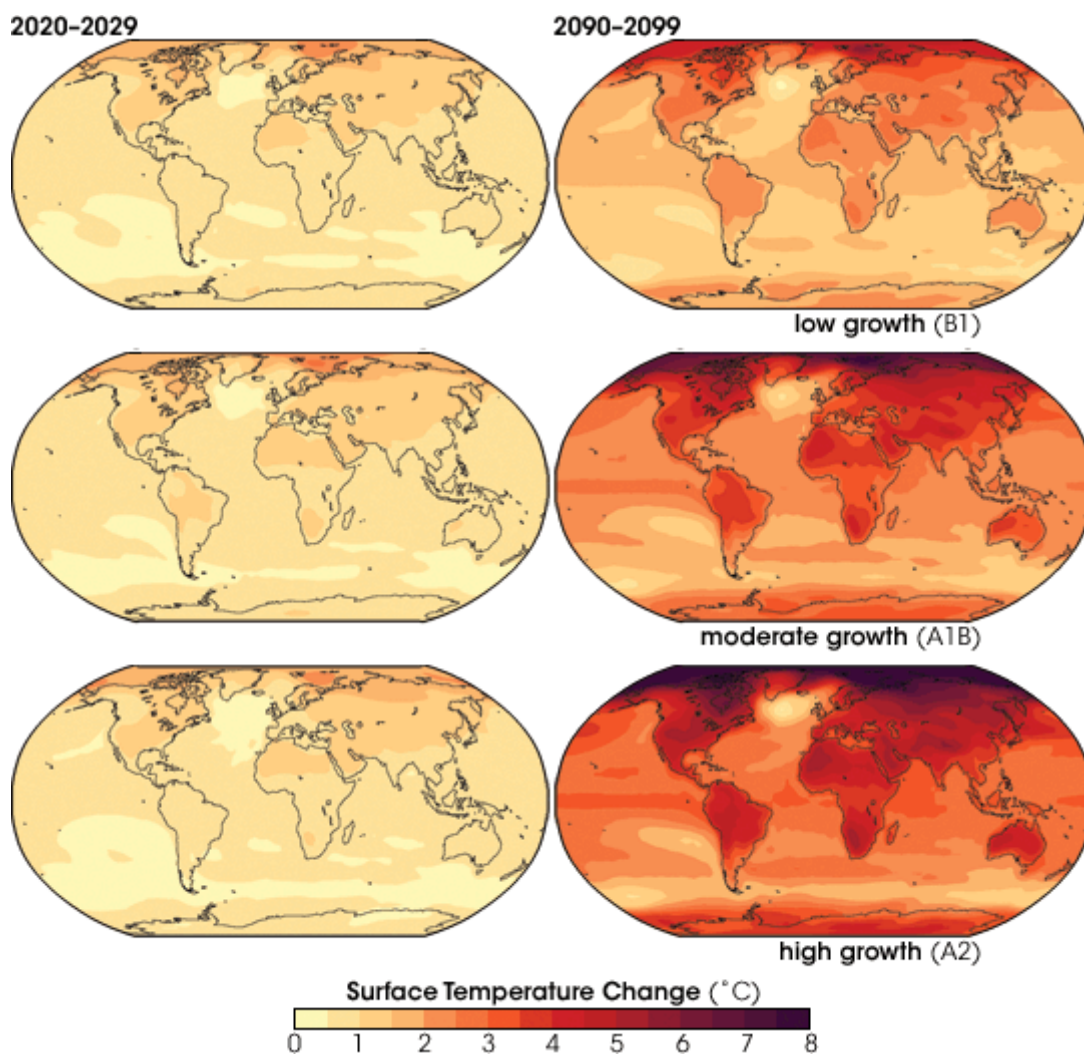 2020–2029
2090–2099
low growth (B1)
moderate growth (A1B)
high growth (A2)
Surface Temperature Change (°C)
0 1 2 3 4 5 6 7 8